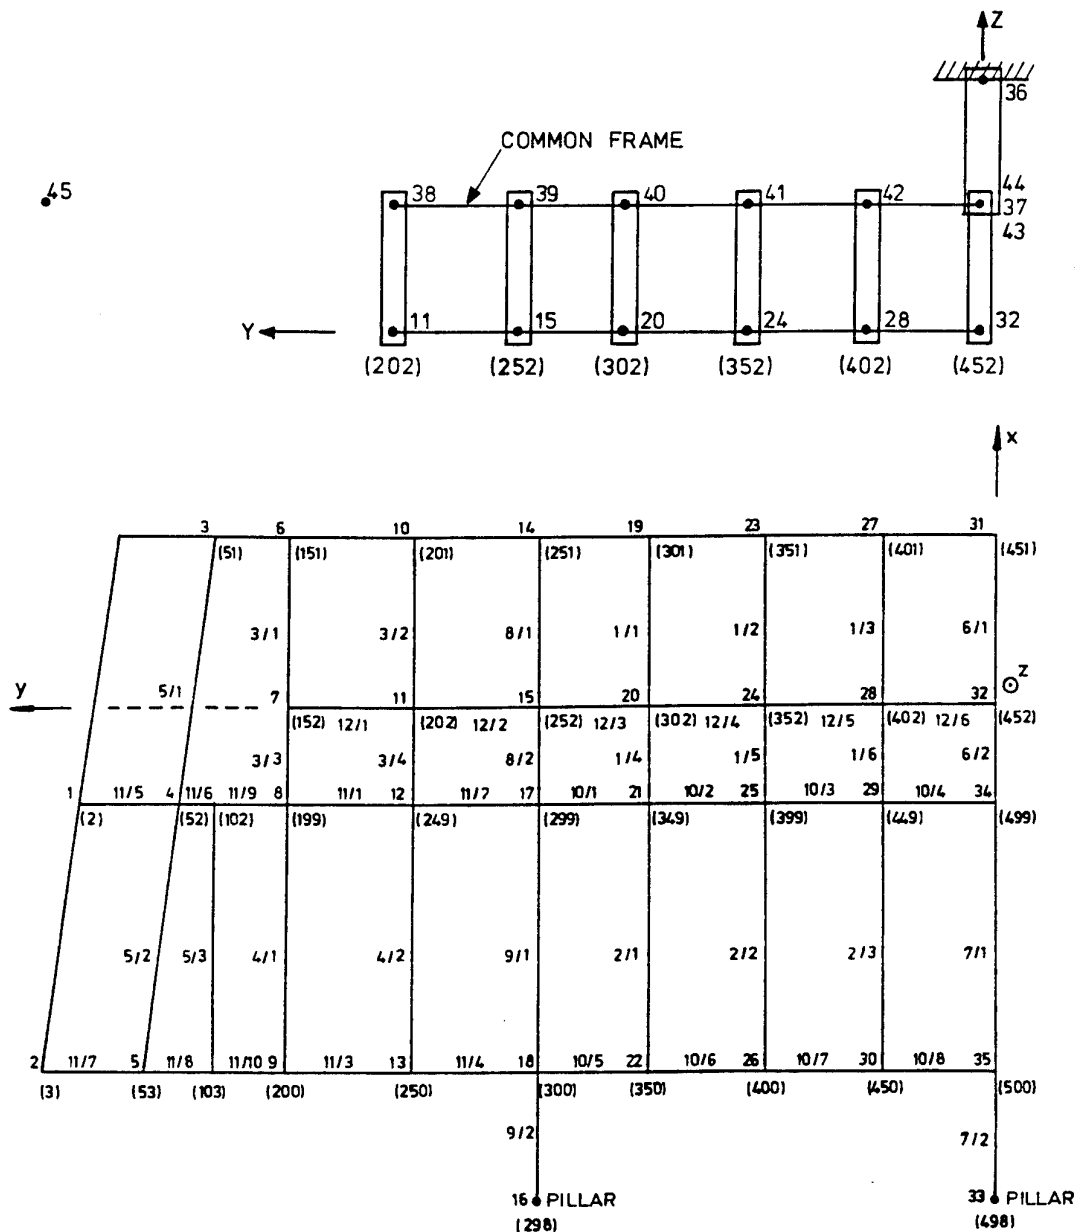 Z
36
COMMON FRAME
45
38 39 40 41 42 44
37
43
Y 11 15 20 24 28 32
(202) (252) (302) (352) (402) (452)
x
3 6 10 14 19 23 27 31
(51) (151) (201) (251) (301) (351) (401) (451)
3/1 3/2 8/1 1/1 1/2 1/3 6/1
y 5/1 7 11 15 20 24 28 32 z
(152) 12/1 (202) 12/2 (252) 12/3 (302) 12/4 (352) 12/5 (402) 12/6 (452)
3/3 3/4 8/2 1/4 1/5 1/6 6/2
1 11/5 4 11/6 11/9 8 11/1 12 11/7 17 10/1 21 10/2 25 10/3 29 10/4 34
(2) (52) (102) (199) (249) (299) (349) (399) (449) (499)
5/2 5/3 4/1 4/2 9/1 2/1 2/2 2/3 7/1
2 11/7 5 11/8 11/10 9 11/3 13 11/4 18 10/5 22 10/6 26 10/7 30 10/8 35
(3) (53) (103) (200) (250) (300) (350) (400) (450) (500)
9/2 7/2
16 PILLAR 33 PILLAR
(298) (498)